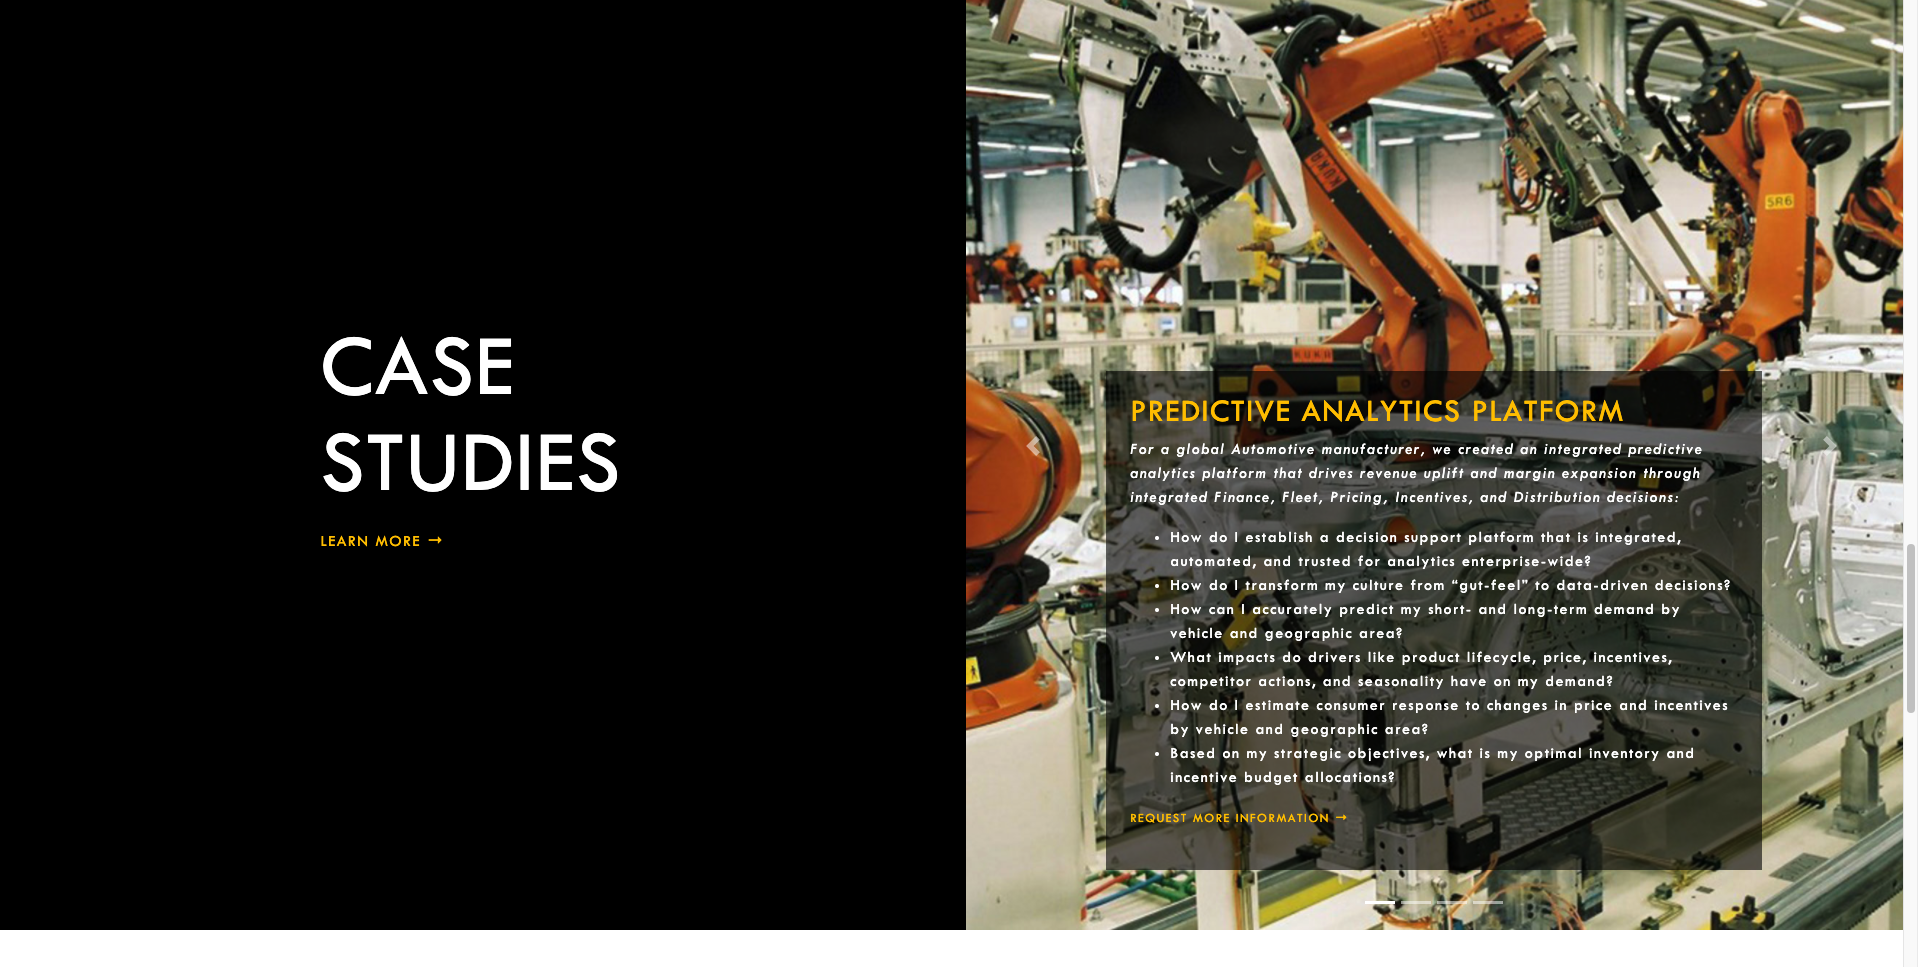 CASE
STUDIES
LEARN MORE →
KUKA
SR6
KUKA
PREDICTIVE ANALYTICS PLATFORM
For a global Automotive manufacturer, we created an integrated predictive
analytics platform that drives revenue uplift and margin expansion through
integrated Finance, Fleet, Pricing, Incentives, and Distribution decisions:
• How do I establish a decision support platform that is integrated,
automated, and trusted for analytics enterprise-wide?
• How do I transform my culture from “gut-feel” to data-driven decisions?
• How can I accurately predict my short- and long-term demand by
vehicle and geographic area?
• What impacts do drivers like product lifecycle, price, incentives,
competitor actions, and seasonality have on my demand?
• How do I estimate consumer response to changes in price and incentives
by vehicle and geographic area?
• Based on my strategic objectives, what is my optimal inventory and
incentive budget allocations?
REQUEST MORE INFORMATION →